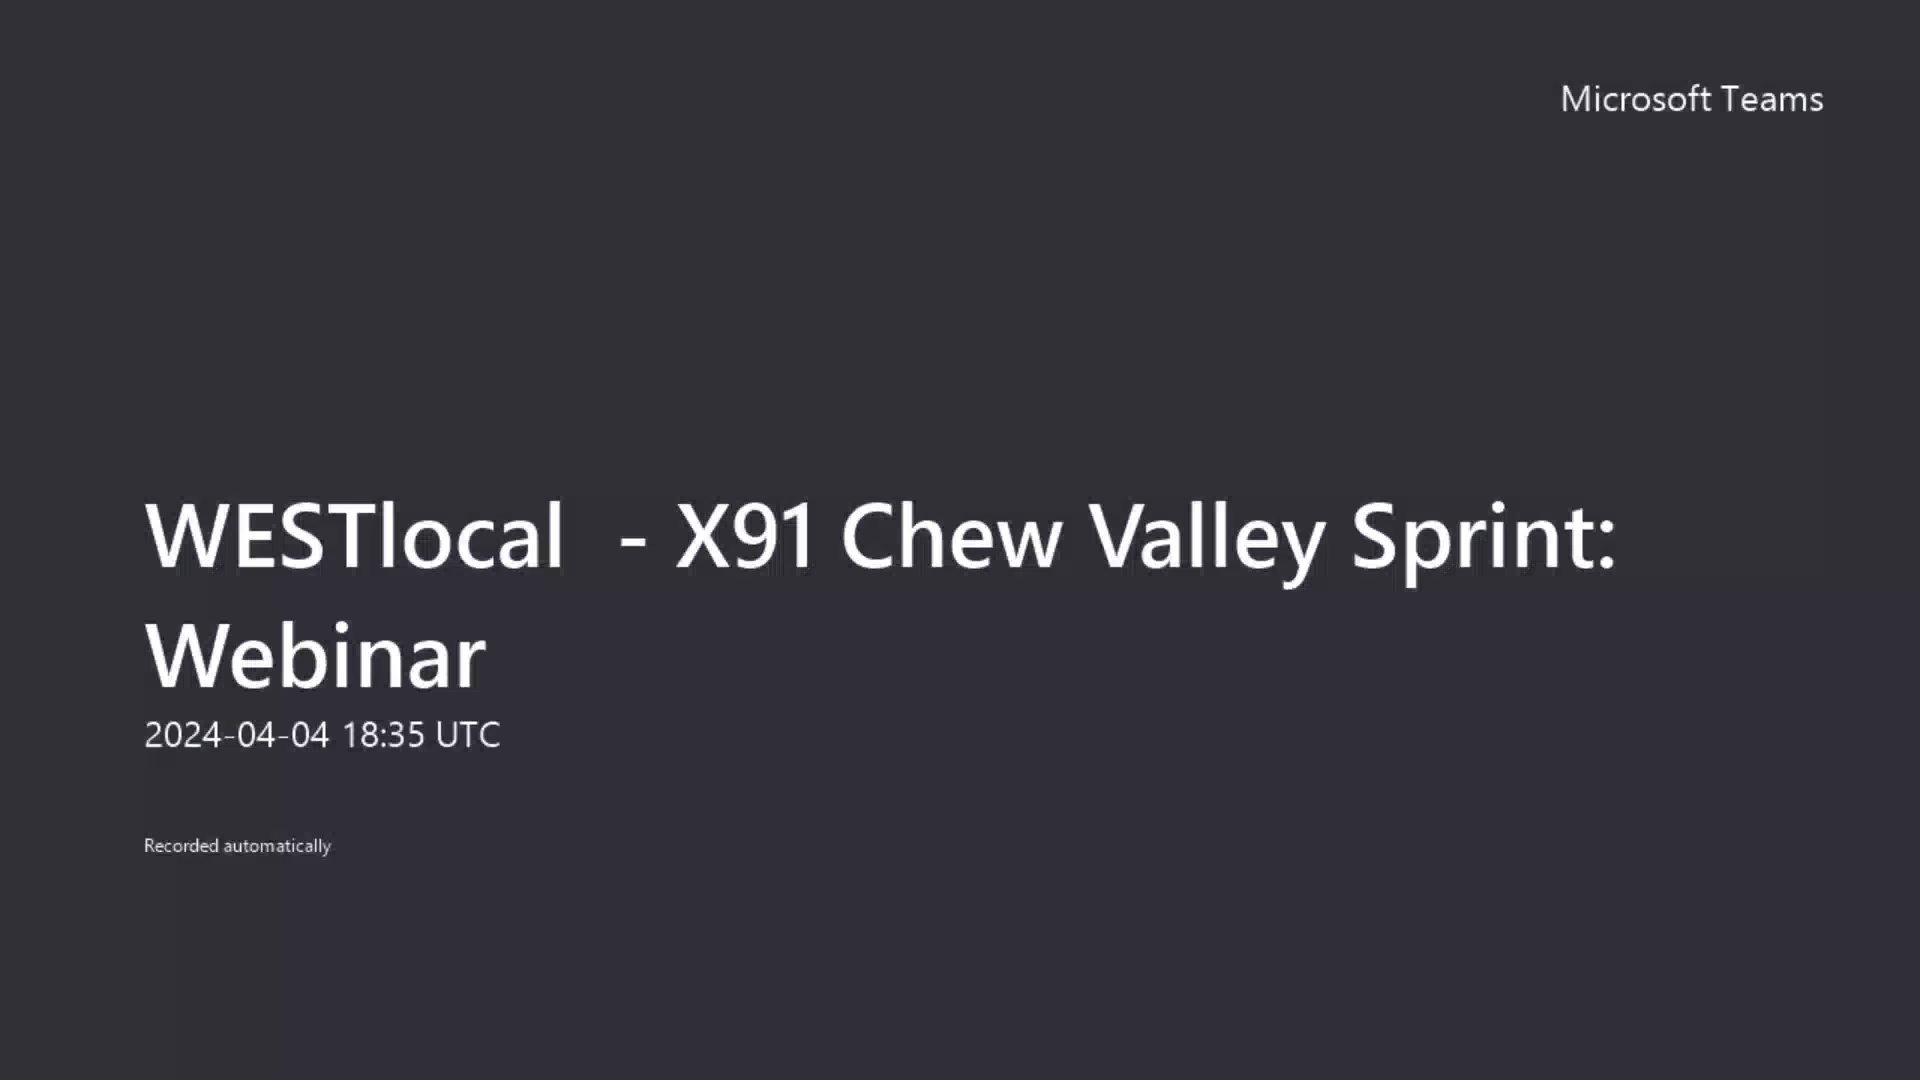 Microsoft Teams
WESTlocal - X91 Chew Valley Sprint:
Webinar
2024-04-04 18:35 UTC
Recorded automatically